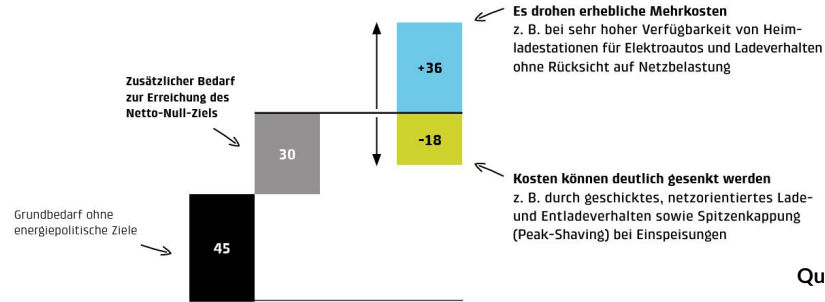 Es drohen erhebliche Mehrkosten
z. B. bei sehr hoher Verfügbarkeit von Heim-
ladestationen für Elektroautos und Ladeverhalten
ohne Rücksicht auf Netzbelastung
+36
Zusätzlicher Bedarf
zur Erreichung des
Netto-Null-Ziels
30
-18
Kosten können deutlich gesenkt werden
z. B. durch geschicktes, netzorientiertes Lade-
und Entladeverhalten sowie Spitzenkappung
(Peak-Shaving) bei Einspeisungen
Grundbedarf ohne
energiepolitische Ziele
45